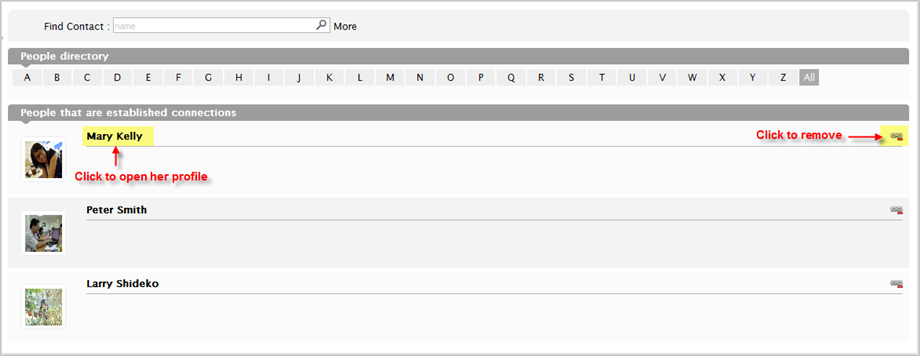 Find Contact : name More
People directory
A B C D E F G H I J K L M N O P Q R S T U V W X Y Z All
People that are established connections
Mary Kelly Click to remove
Click to open her profile
Peter Smith
Larry Shideko